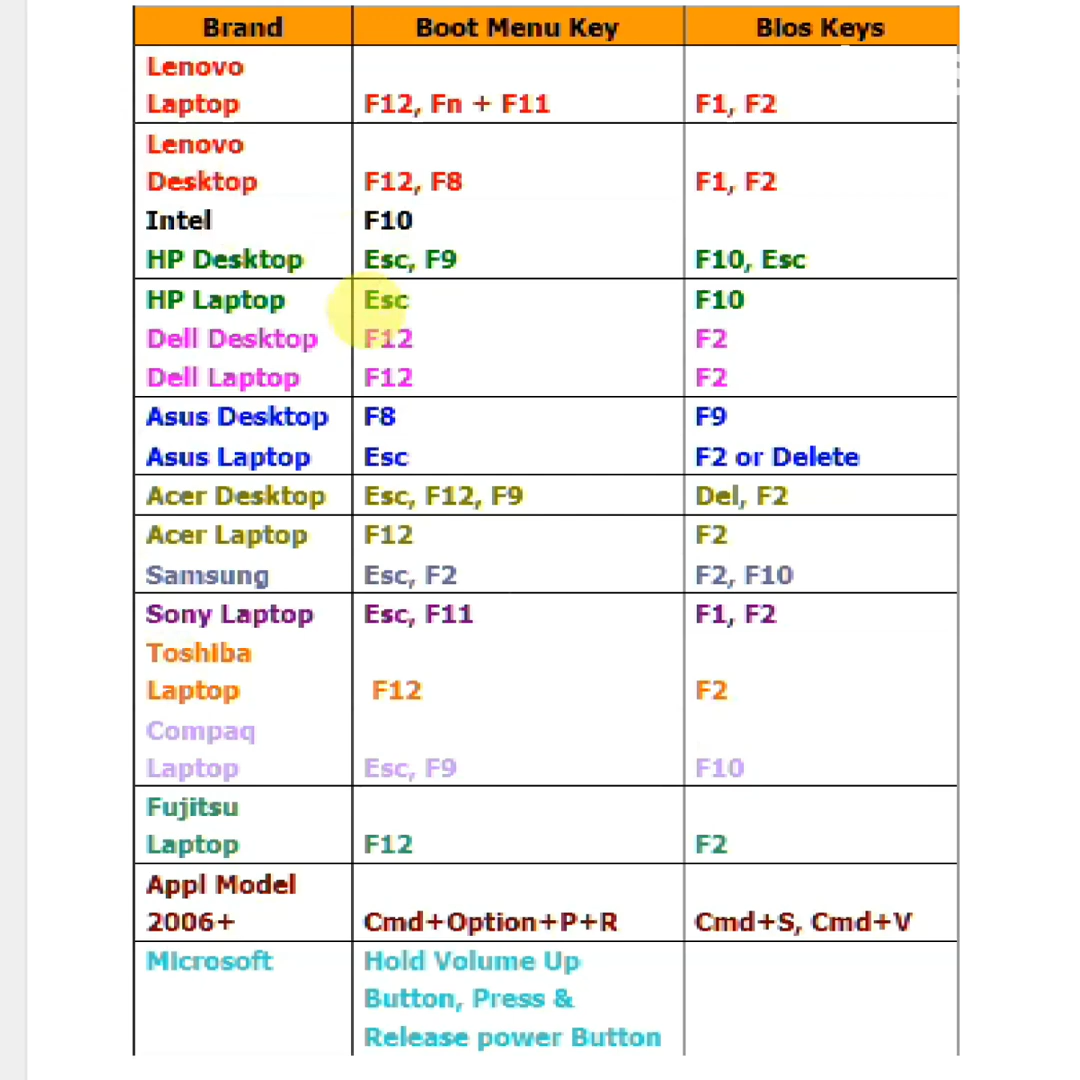 Brand Boot Menu Key Bios Keys
Lenovo
Laptop F12, Fn + F11 F1, F2
Lenovo
Desktop F12, F8 F1, F2
Intel F10
HP Desktop Esc, F9 F10, Esc
HP Laptop Esc F10
Dell Desktop F12 F2
Dell Laptop F12 F2
Asus Desktop F8 F9
Asus Laptop Esc F2 or Delete
Acer Desktop Esc, F12, F9 Del, F2
Acer Laptop F12 F2
Samsung Esc, F2 F2, F10
Sony Laptop Esc, F11 F1, F2
Toshiba
Laptop F12 F2
Compaq
Laptop Esc, F9 F10
Fujitsu
Laptop F12 F2
Appl Model
2006+ Cmd+Option+P+R Cmd+S, Cmd+V
Microsoft Hold Volume Up
Button, Press &
Release power Button